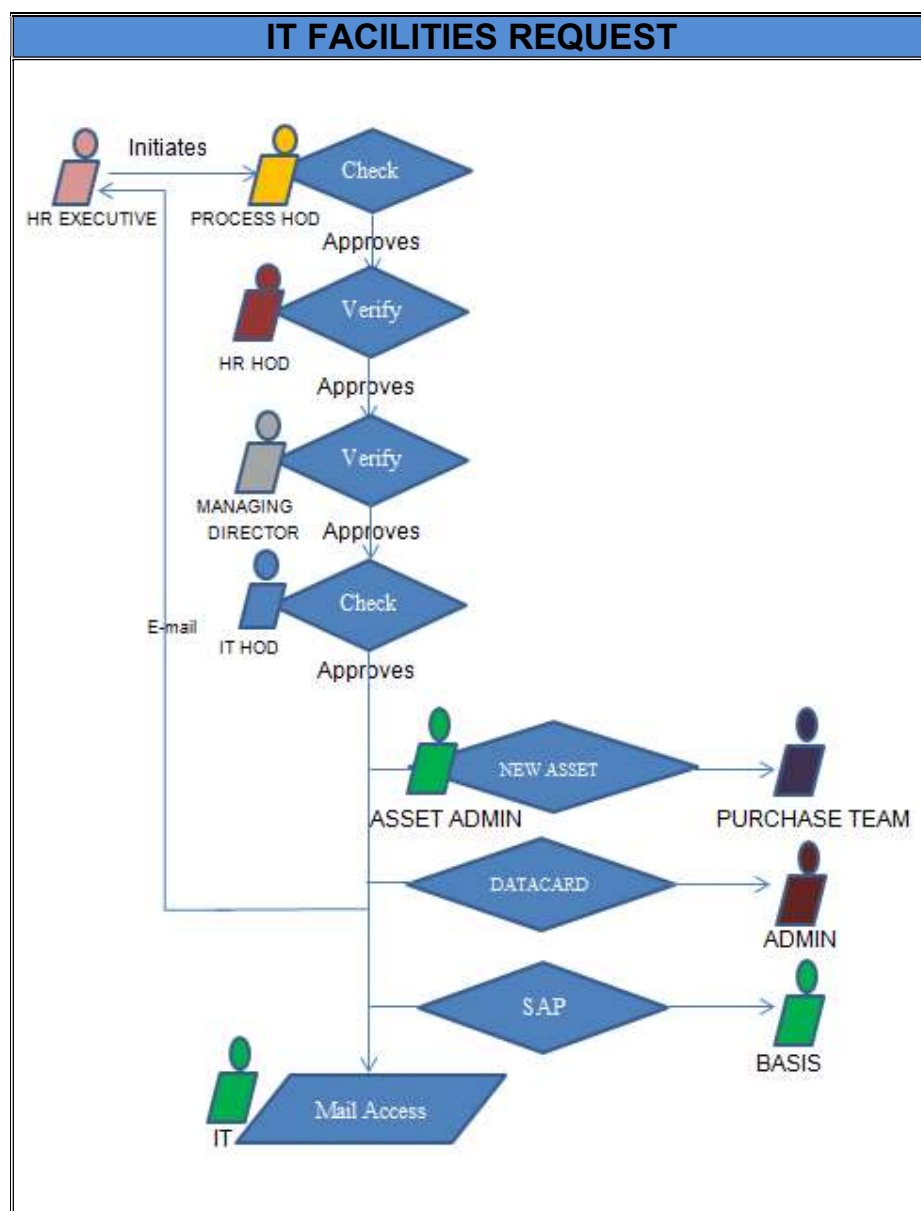 IT FACILITIES REQUEST
Initiates
Check
HR EXECUTIVE
PROCESS HOD
Approves
Verify
HR HOD
Approves
Verify
MANAGING
DIRECTOR
Approves
Check
E-mail
IT HOD
Approves
NEW ASSET
ASSET ADMIN
PURCHASE TEAM
DATACARD
ADMIN
SAP
BASIS
Mail Access
IT